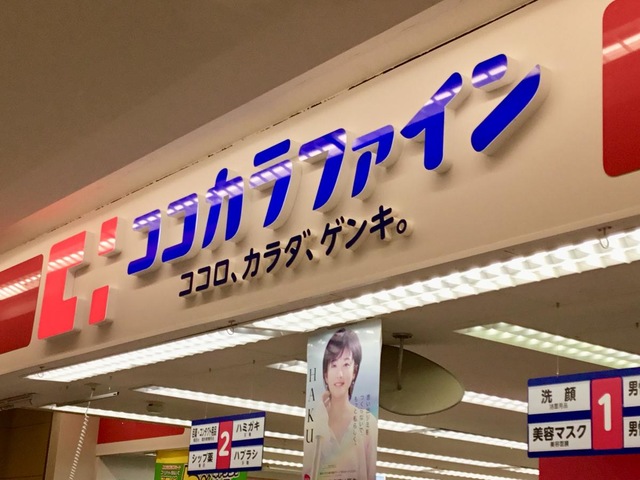 ココカラファイン
ココロ、カラダ、ゲンキ。
HAKU
2
ハミガキ
シップ薬
ハブラシ
洗顔
1
美容マスク
男
男